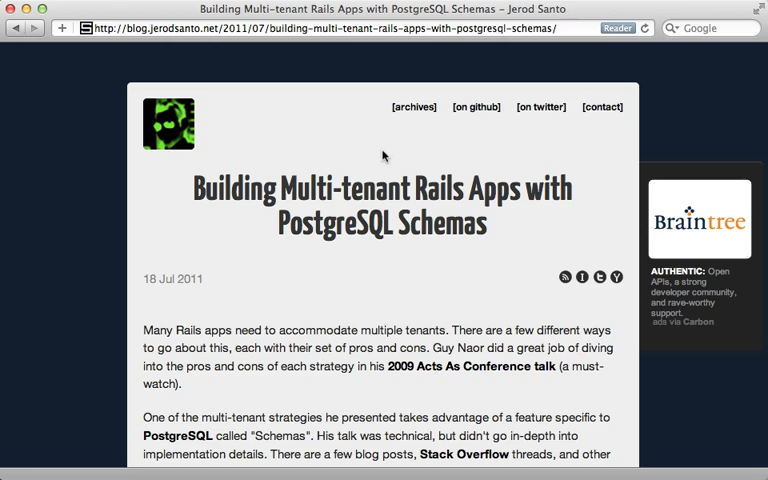 Building Multi-tenant Rails Apps with PostgreSQL Schemas – Jerod Santo
http://blog.jerodsanto.net/2011/07/building-multi-tenant-rails-apps-with-postgresql-schemas/
Reader
Google
[archives] [on github] [on twitter] [contact]
Building Multi-tenant Rails Apps with
PostgreSQL Schemas
18 Jul 2011
Many Rails apps need to accommodate multiple tenants. There are a few different ways
to go about this, each with their set of pros and cons. Guy Naor did a great job of diving
into the pros and cons of each strategy in his 2009 Acts As Conference talk (a must-
watch).
One of the multi-tenant strategies he presented takes advantage of a feature specific to
PostgreSQL called "Schemas". His talk was technical, but didn't go in-depth into
implementation details. There are a few blog posts, Stack Overflow threads, and other
Braintree
AUTHENTIC: Open
APIs, a strong
developer community,
and rave-worthy
support.
ads via Carbon